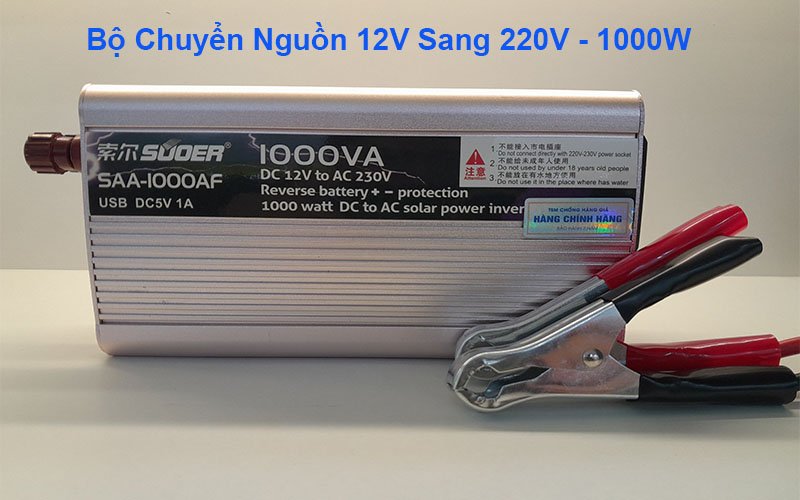 Bộ Chuyển Nguồn 12V Sang 220V - 1000W
索尔 SUOER
SAA-1000AF
USB DC5V 1A
1000VA
DC 12V to AC 230V
Reverse battery + - protection
1000 watt DC to AC solar power inver
注意
Attention
1 不能接入市电插座
Do not connect directly with 220V-230V power socket
2 不能给未成年人使用
Do not used by under 18 years old people
3 不能放在有水地方使用
Do not use it in the place where has water
TEM CHỐNG HÀNG GIẢ
HÀNG CHÍNH HÃNG